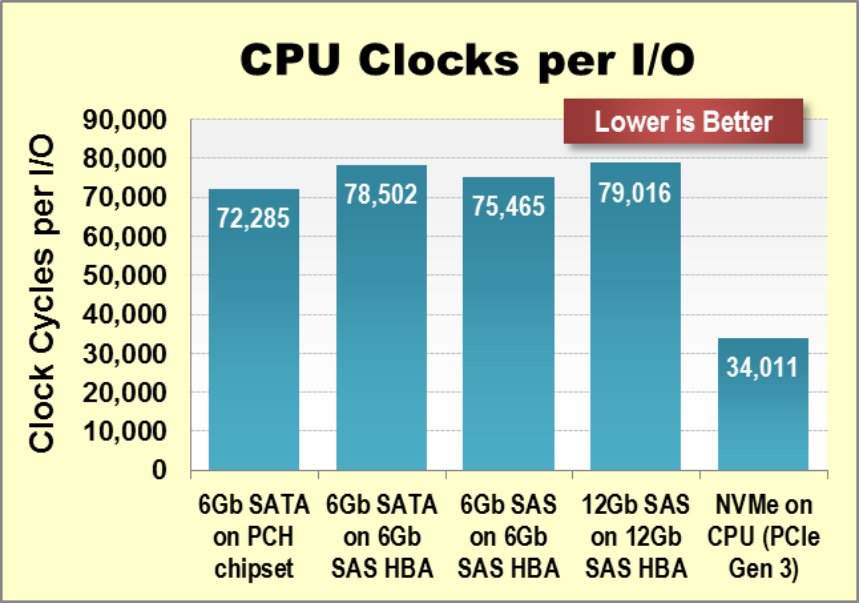 CPU Clocks per I/O
Lower is Better
Clock Cycles per I/O
90,000
80,000
70,000
60,000
50,000
40,000
30,000
20,000
10,000
0
72,285
78,502
75,465
79,016
34,011
6Gb SATA
on PCH
chipset
6Gb SATA
on 6Gb
SAS HBA
6Gb SAS
on 6Gb
SAS HBA
12Gb SAS
on 12Gb
SAS HBA
NVMe on
CPU (PCIe
Gen 3)